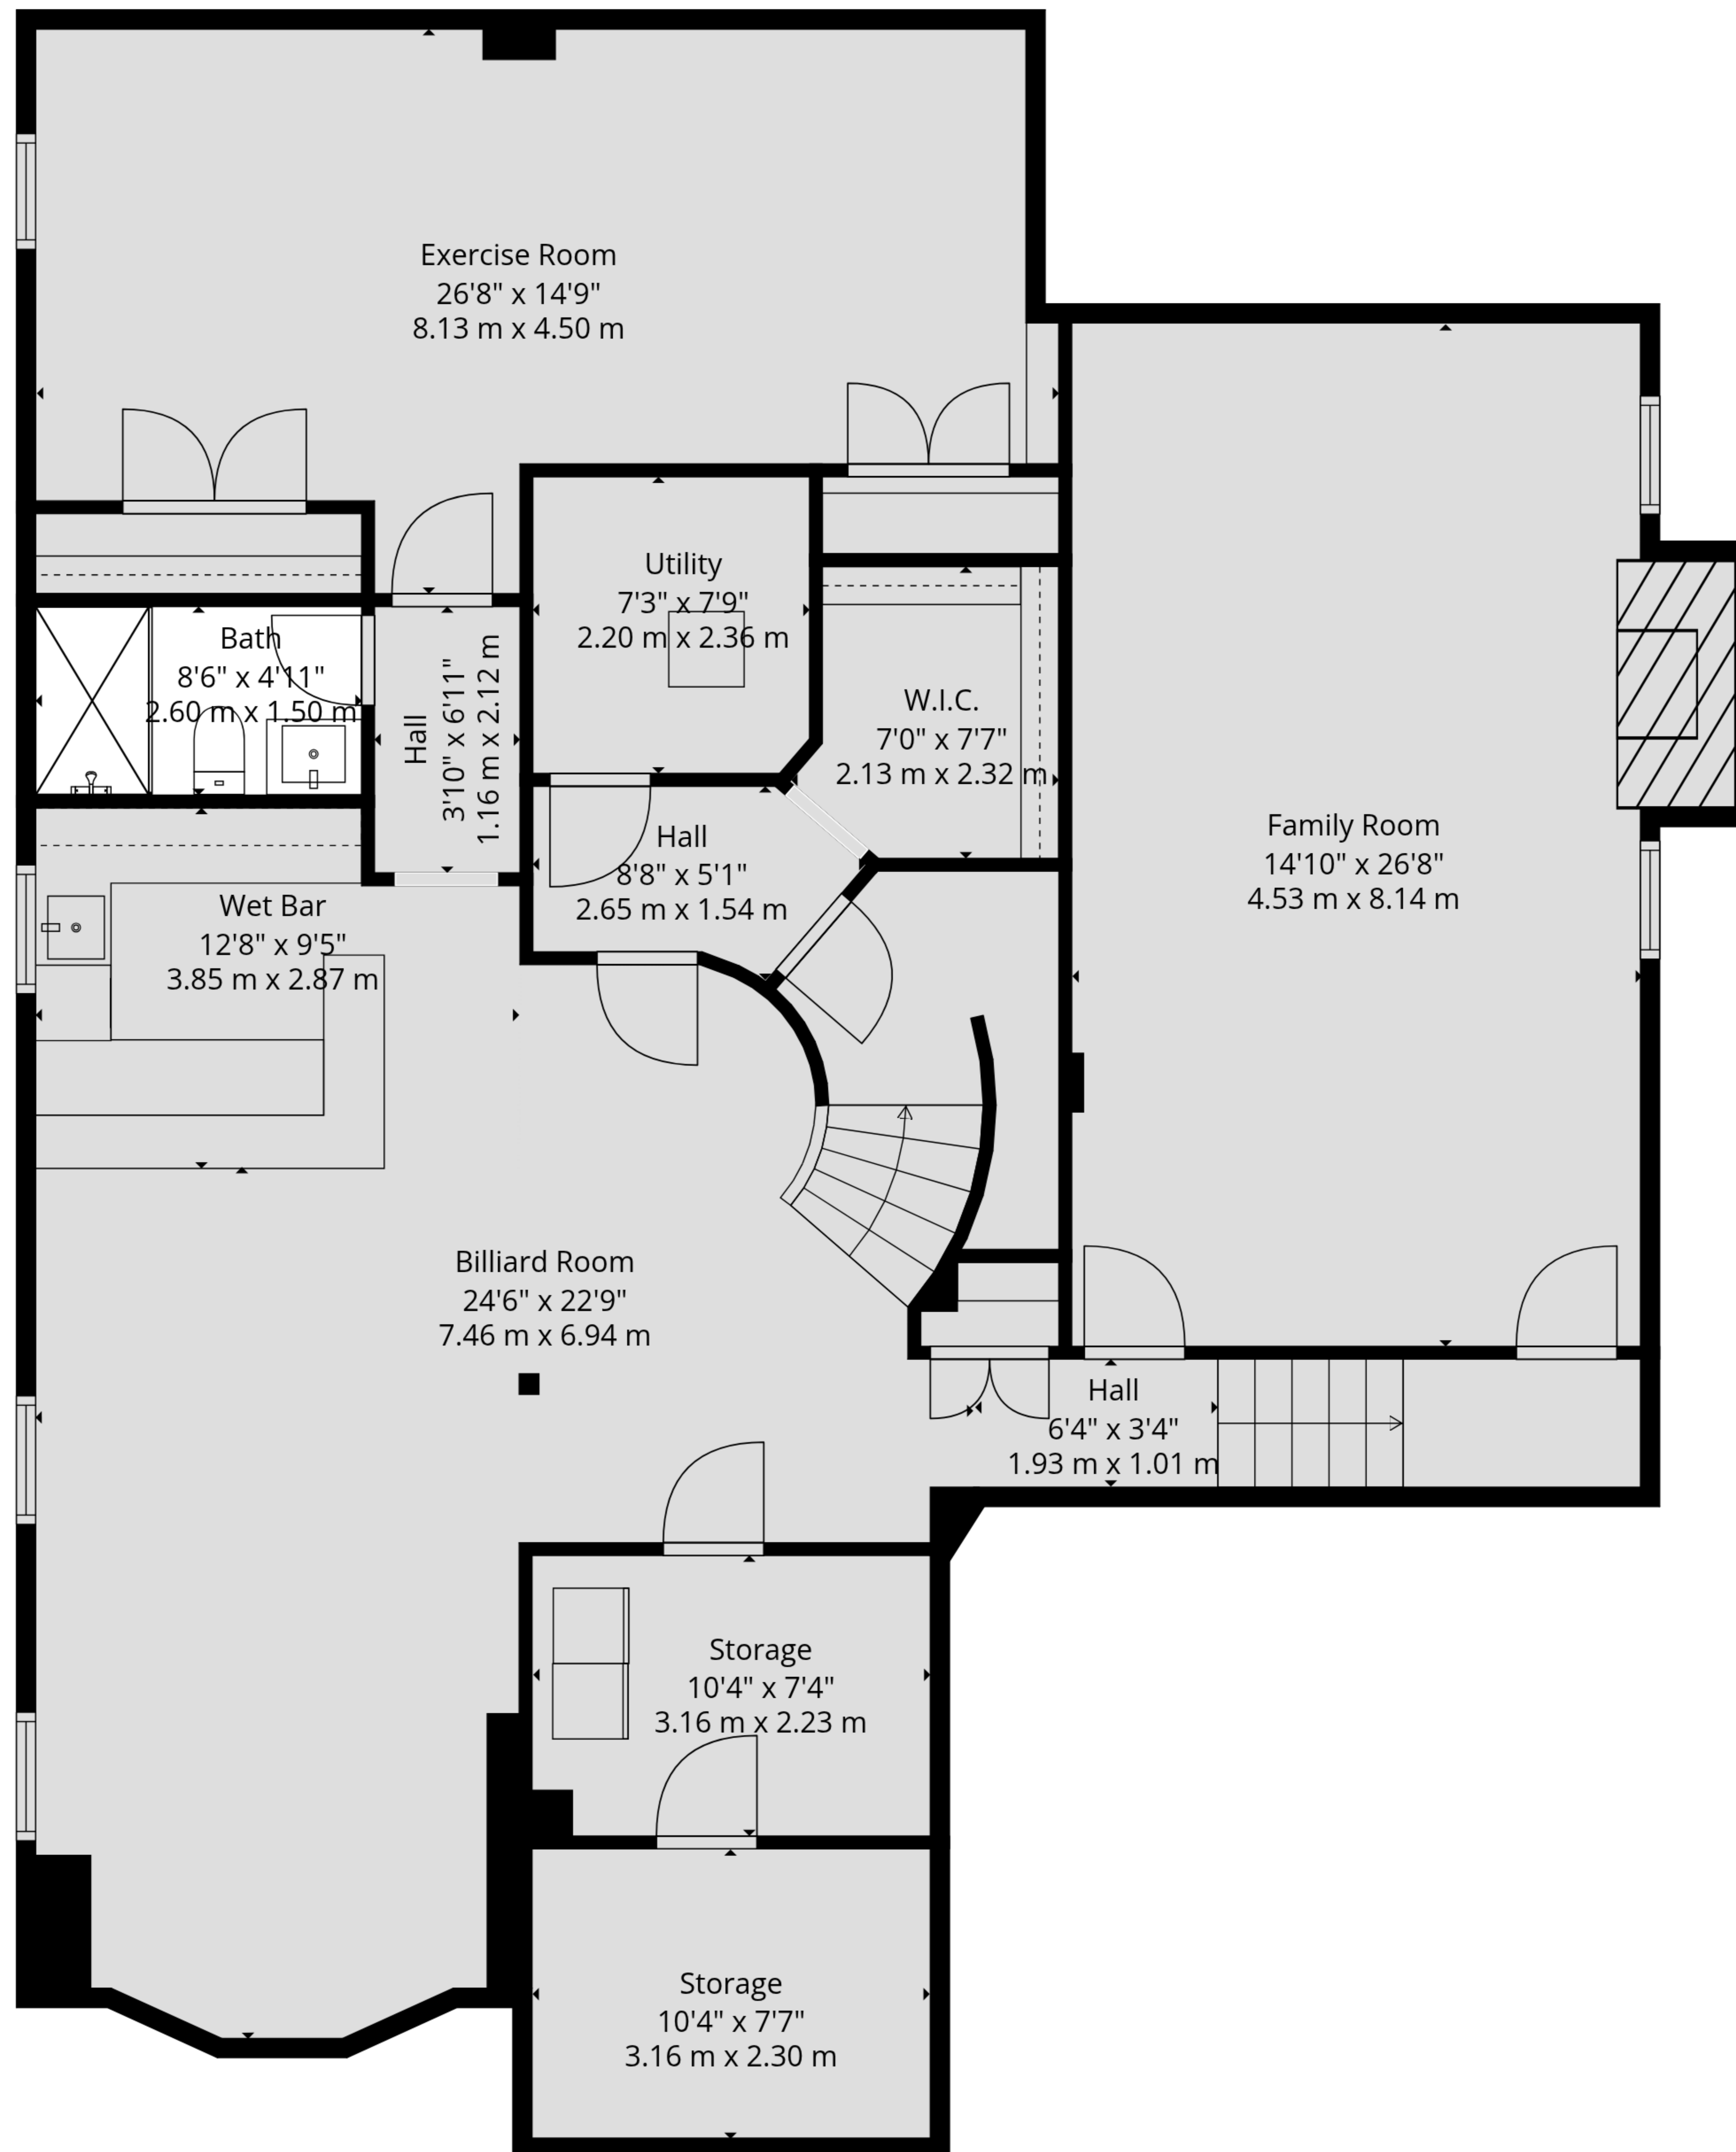 Exercise Room
26'8" x 14'9"
8.13 m x 4.50 m
Utility
7'3" x 7'9"
2.20 m x 2.36 m
Bath
8'6" x 4'11"
2.60 m x 1.50 m
Hall
3'10" x 6'11"
1.16 m x 2.12 m
W.I.C.
7'0" x 7'7"
2.13 m x 2.32 m
Hall
8'8" x 5'1"
2.65 m x 1.54 m
Family Room
14'10" x 26'8"
4.53 m x 8.14 m
Wet Bar
12'8" x 9'5"
3.85 m x 2.87 m
Billiard Room
24'6" x 22'9"
7.46 m x 6.94 m
Hall
6'4" x 3'4"
1.93 m x 1.01 m
Storage
10'4" x 7'4"
3.16 m x 2.23 m
Storage
10'4" x 7'7"
3.16 m x 2.30 m